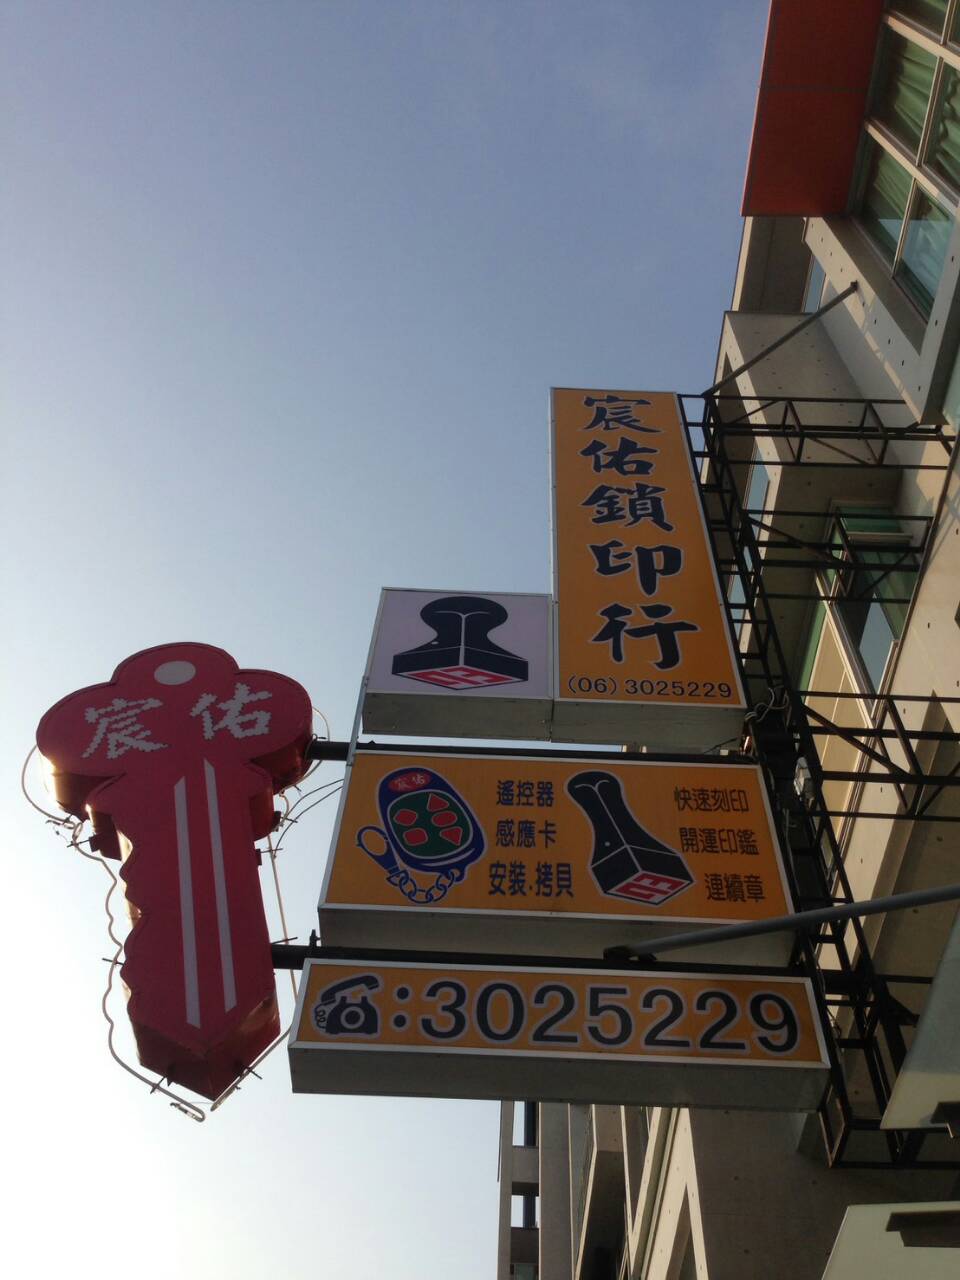 宸佑鎖印行
(06)3025229
宸佑
宸佑
遙控器
感應卡
安裝.拷貝
快速刻印
開運印鑑
連續章
印
:3025229